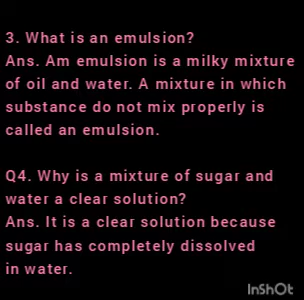 3. What is an emulsion?
Ans. Am emulsion is a milky mixture
of oil and water. A mixture in which
substance do not mix properly is
called an emulsion.
Q4. Why is a mixture of sugar and
water a clear solution?
Ans. It is a clear solution because
sugar has completely dissolved
in water.
InShOt